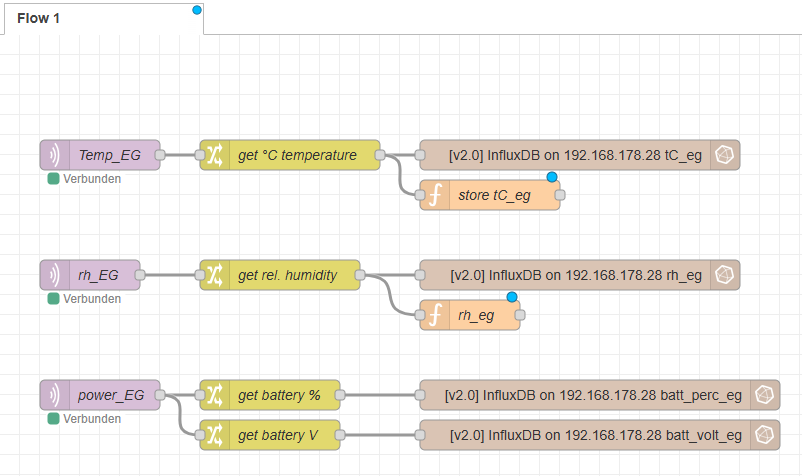 Flow 1
Temp_EG
get °C temperature
[v2.0] InfluxDB on 192.168.178.28 tC_eg
Verbunden
store tC_eg
rh_EG
get rel. humidity
[v2.0] InfluxDB on 192.168.178.28 rh_eg
Verbunden
rh_eg
power_EG
get battery %
[v2.0] InfluxDB on 192.168.178.28 batt_perc_eg
Verbunden
get battery V
[v2.0] InfluxDB on 192.168.178.28 batt_volt_eg